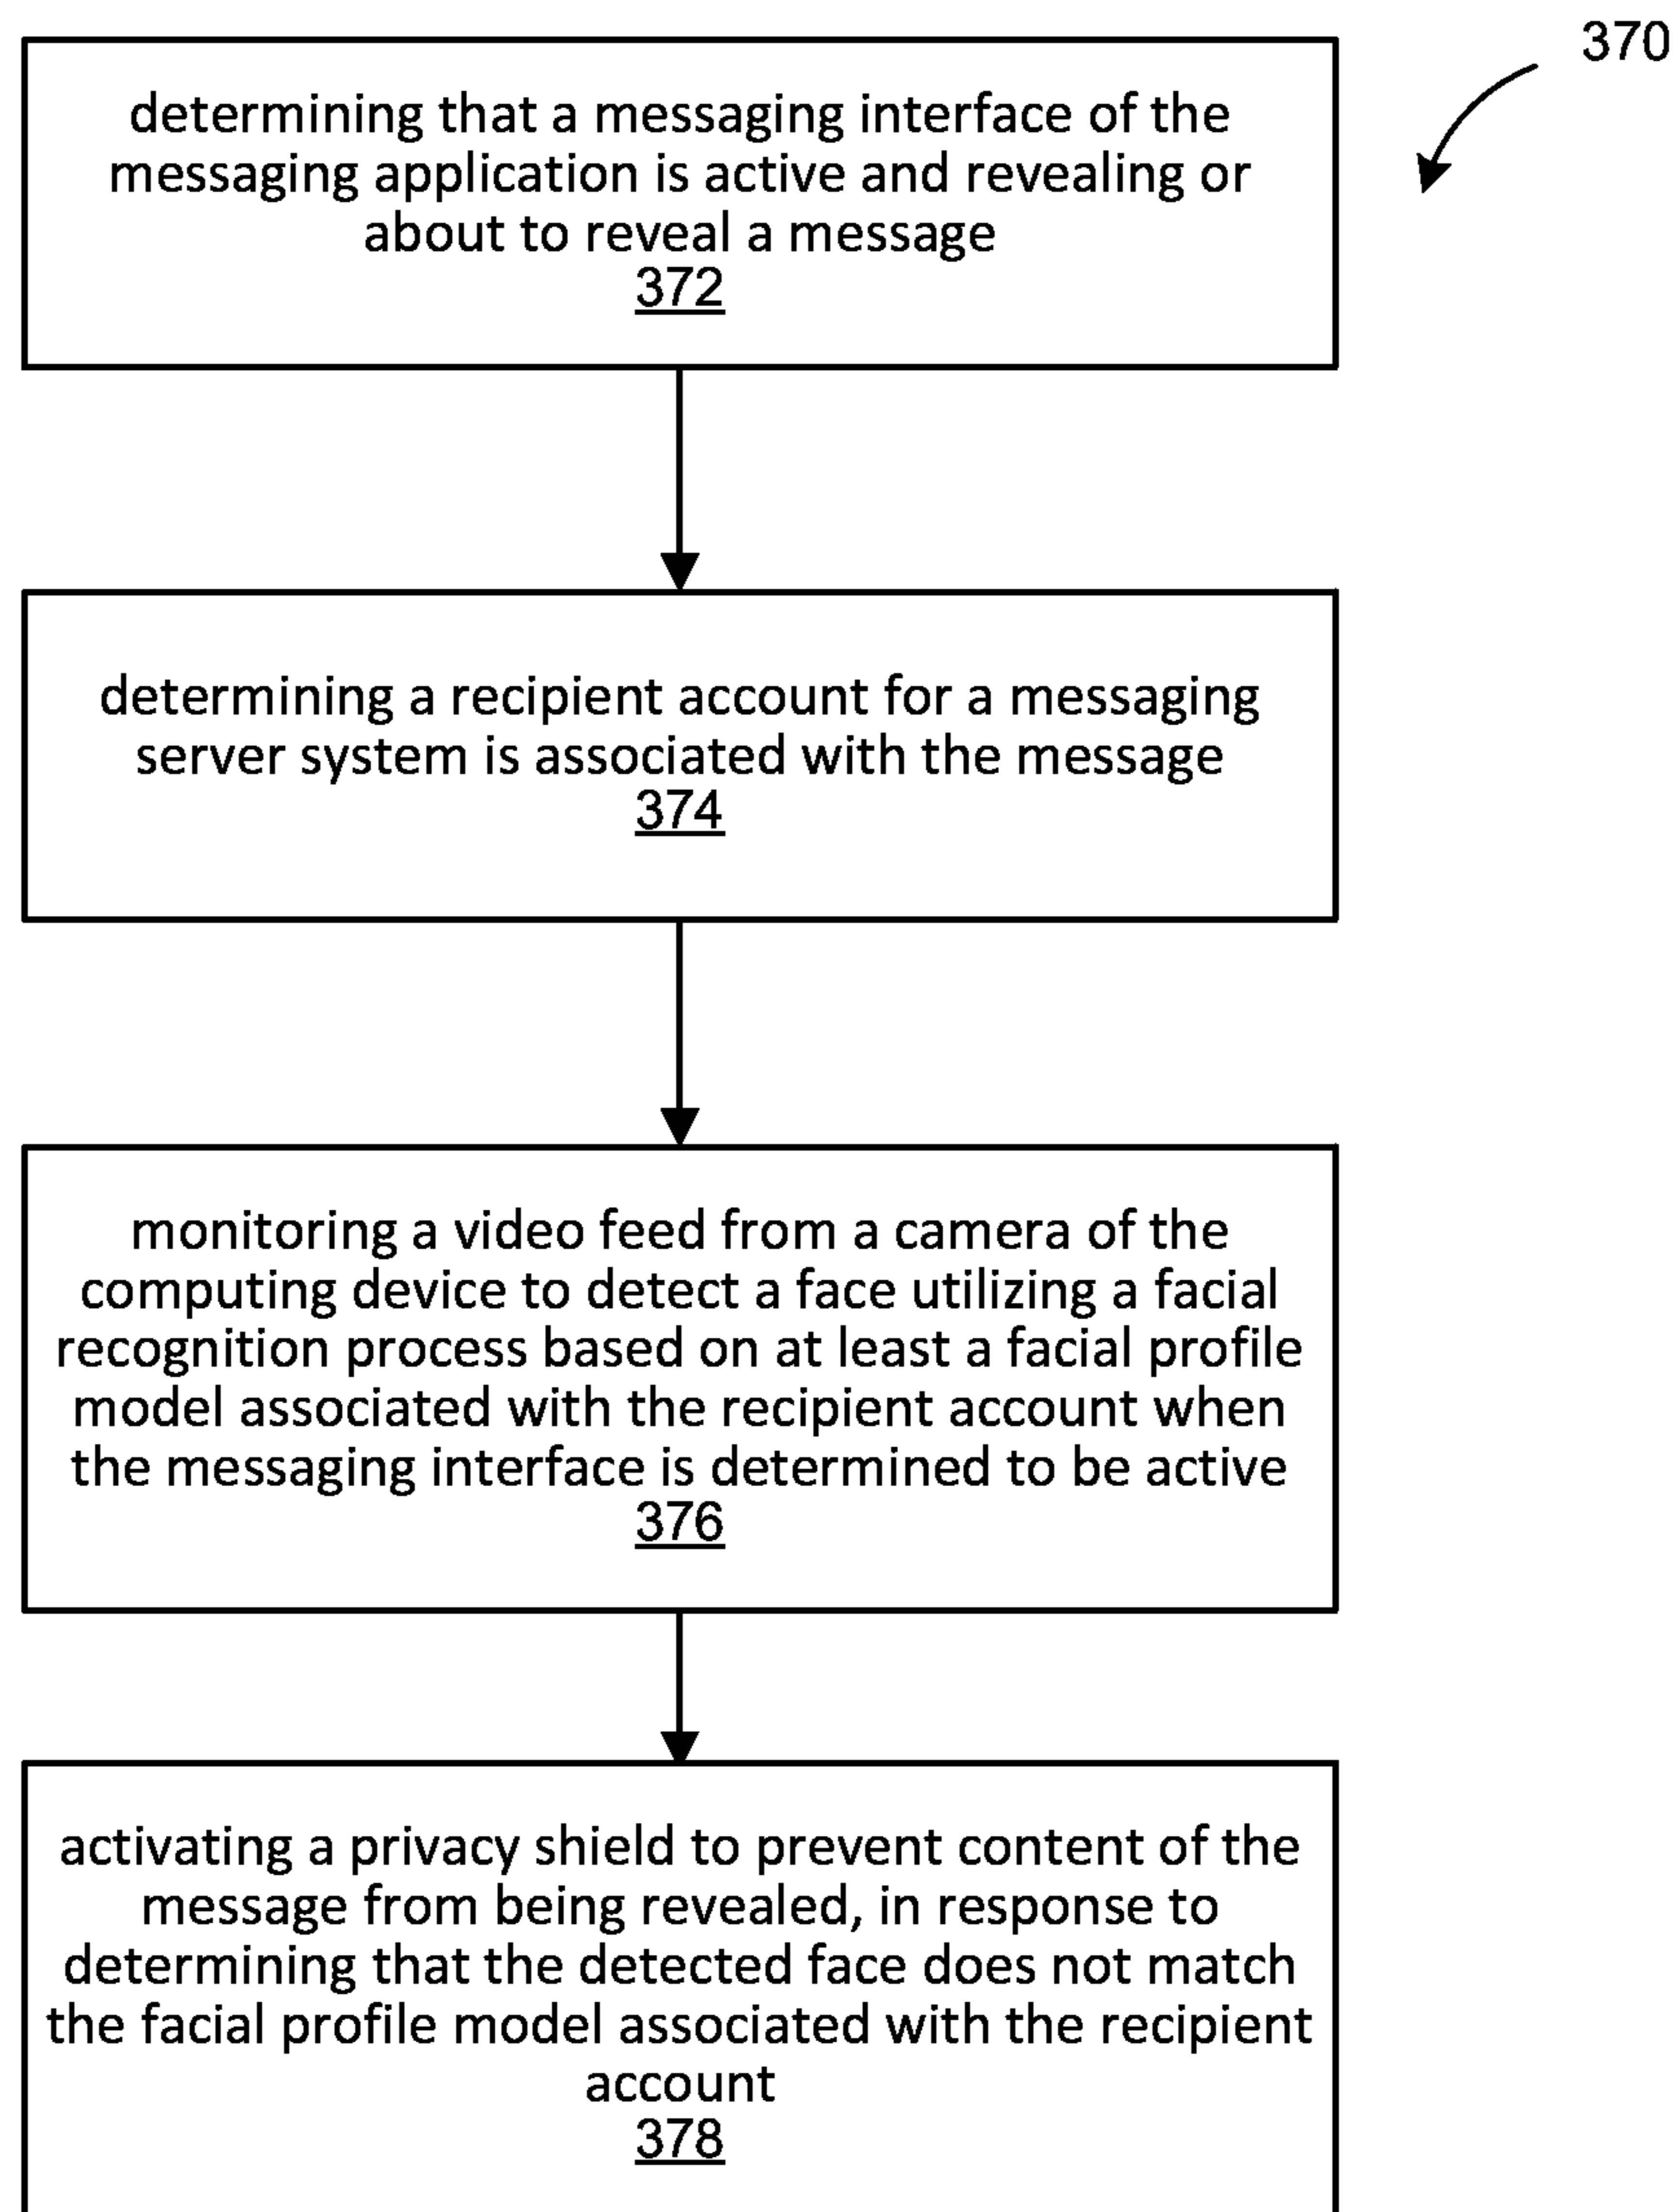 370
determining that a messaging interface of the
messaging application is active and revealing or
about to reveal a message
372
determining a recipient account for a messaging
server system is associated with the message
374
monitoring a video feed from a camera of the
computing device to detect a face utilizing a facial
recognition process based on at least a facial profile
model associated with the recipient account when
the messaging interface is determined to be active
376
activating a privacy shield to prevent content of the
message from being revealed, in response to
determining that the detected face does not match
the facial profile model associated with the recipient
account
378